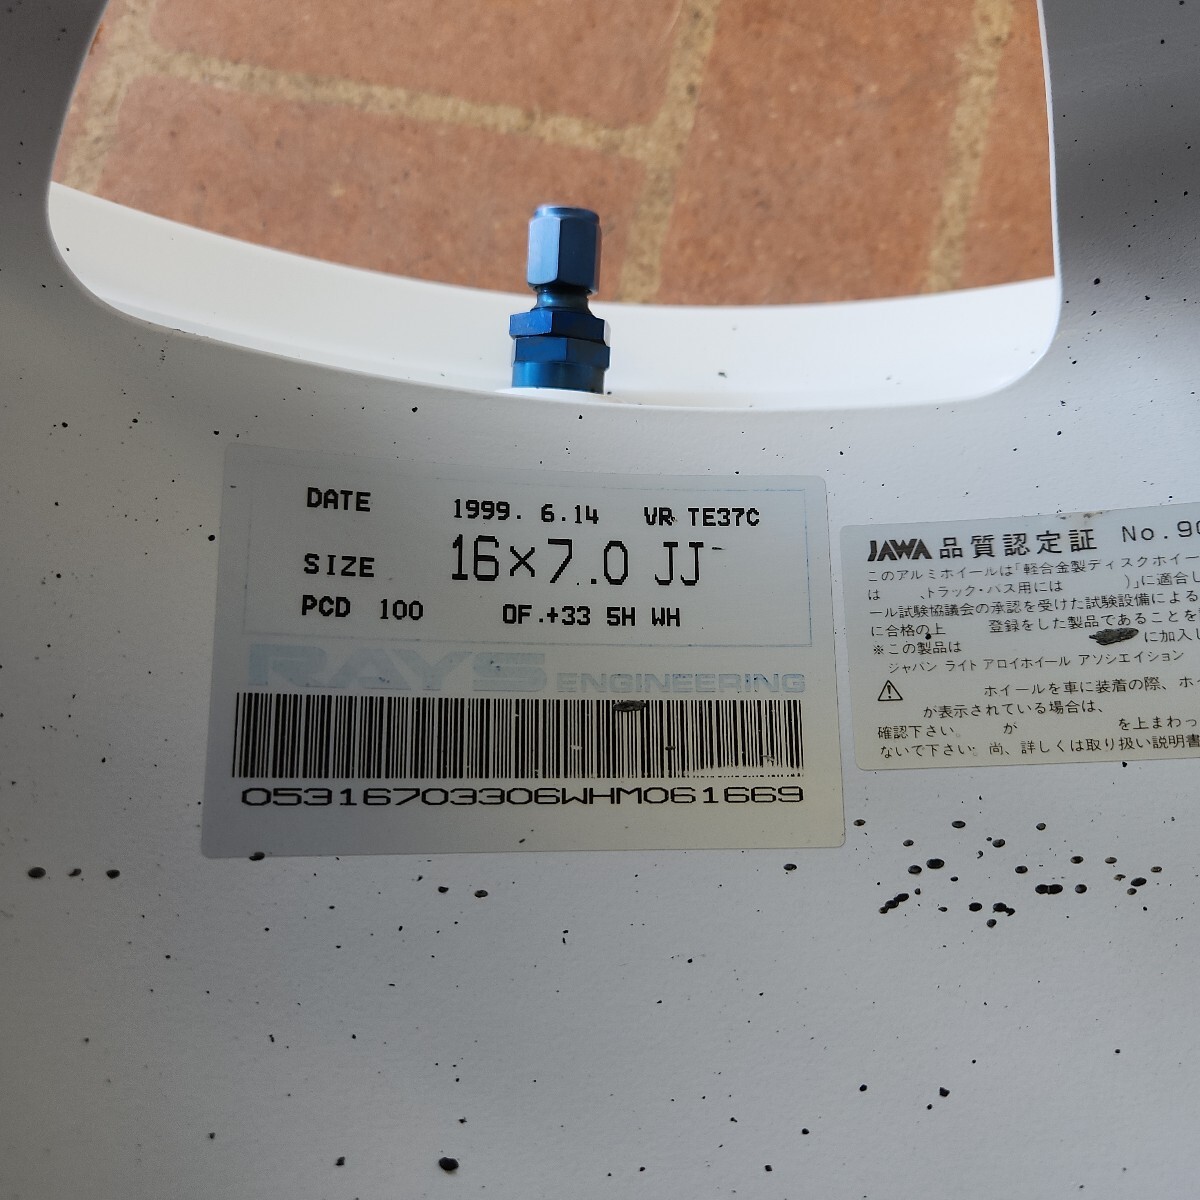 DATE 1999. 6.14 VR TE37C
SIZE 16×7.0 JJ
PCD 100 OF.+33 5H WH
RAYS ENGINEERING
05316703306WHM061669
JAWA 品質認定証 No.90
このアルミホイールは「軽合金製ディスクホイー
は 、トラック・バス用には )」に適合し
ール試験協議会の承認を受けた試験設備による
に合格の上 登録をした製品であることを
※この製品は に加入し
ジャパン ライト アロイホイール アソシエイション
ホイールを車に装着の際、ホイ
が表示されている場合は、
確認下さい。 が を上まわっ
ないで下さい。尚、詳しくは取り扱い説明書